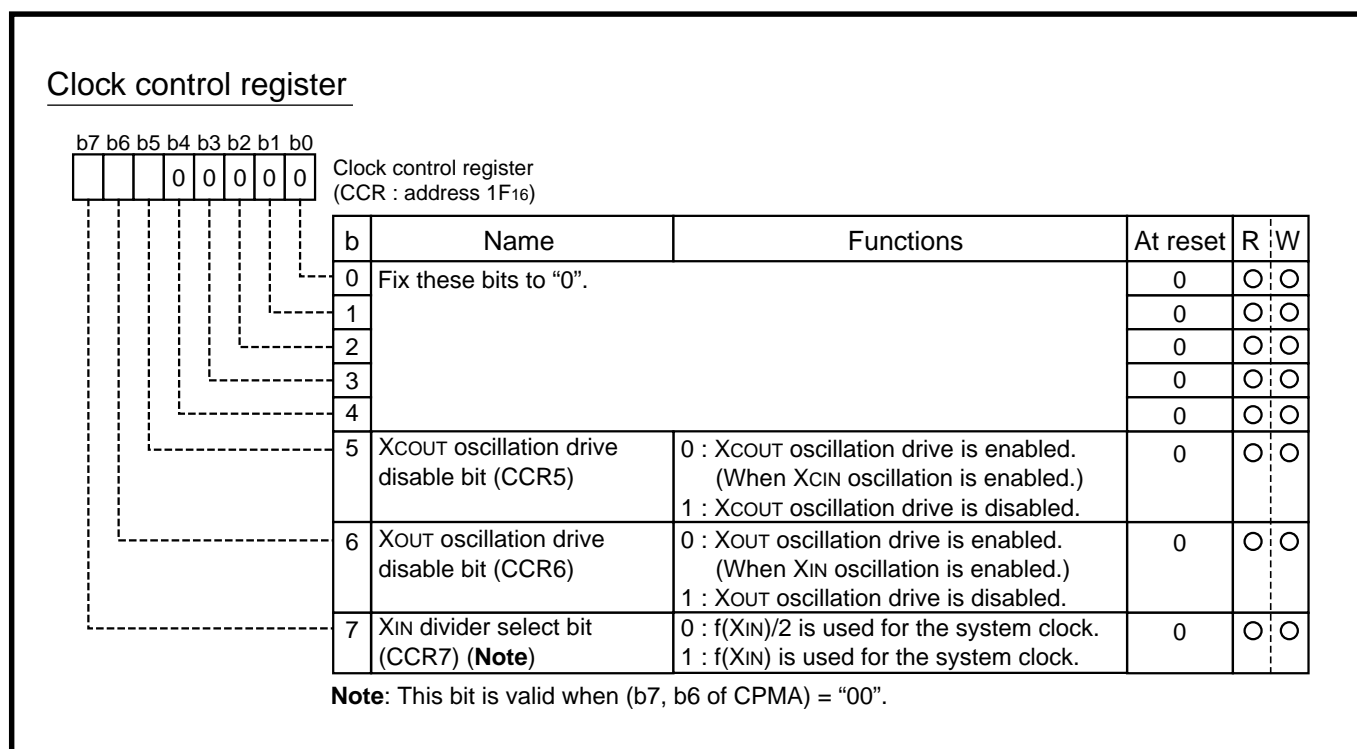 Clock control register
b7 b6 b5 b4 b3 b2 b1 b0
0 0 0 0 0
Clock control register
(CCR : address 1F16)
b Name Functions At reset R W
0 Fix these bits to “0”. 0 O O
1 0 O O
2 0 O O
3 0 O O
4 0 O O
5 XCOUT oscillation drive disable bit (CCR5) 0 : XCOUT oscillation drive is enabled. 0 O O
(When XCIN oscillation is enabled.)
1 : XCOUT oscillation drive is disabled.
6 XOUT oscillation drive disable bit (CCR6) 0 : XOUT oscillation drive is enabled. 0 O O
(When XIN oscillation is enabled.)
1 : XOUT oscillation drive is disabled.
7 XIN divider select bit (CCR7) (Note) 0 : f(XIN)/2 is used for the system clock. 0 O O
1 : f(XIN) is used for the system clock.
Note: This bit is valid when (b7, b6 of CPMA) = “00”.